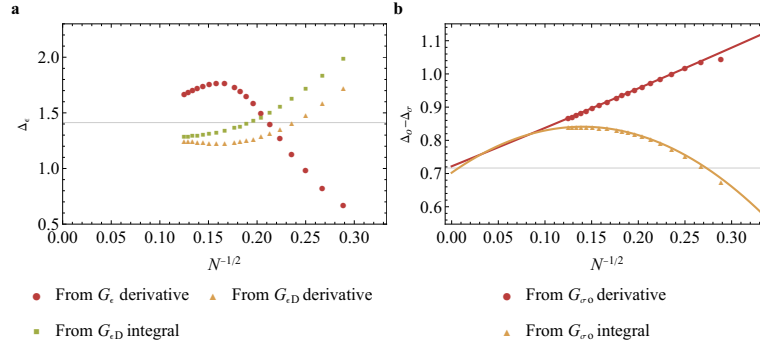 a
b
Δϵ
2.0
1.5
1.0
0.5
0.00 0.05 0.10 0.15 0.20 0.25 0.30
N^{-1/2}
Δo−Δσ
1.1
1.0
0.9
0.8
0.7
0.6
0.00 0.05 0.10 0.15 0.20 0.25 0.30
N^{-1/2}
From Gϵ derivative From GϵD derivative
From GϵD integral
From Gσo derivative
From Gσo integral